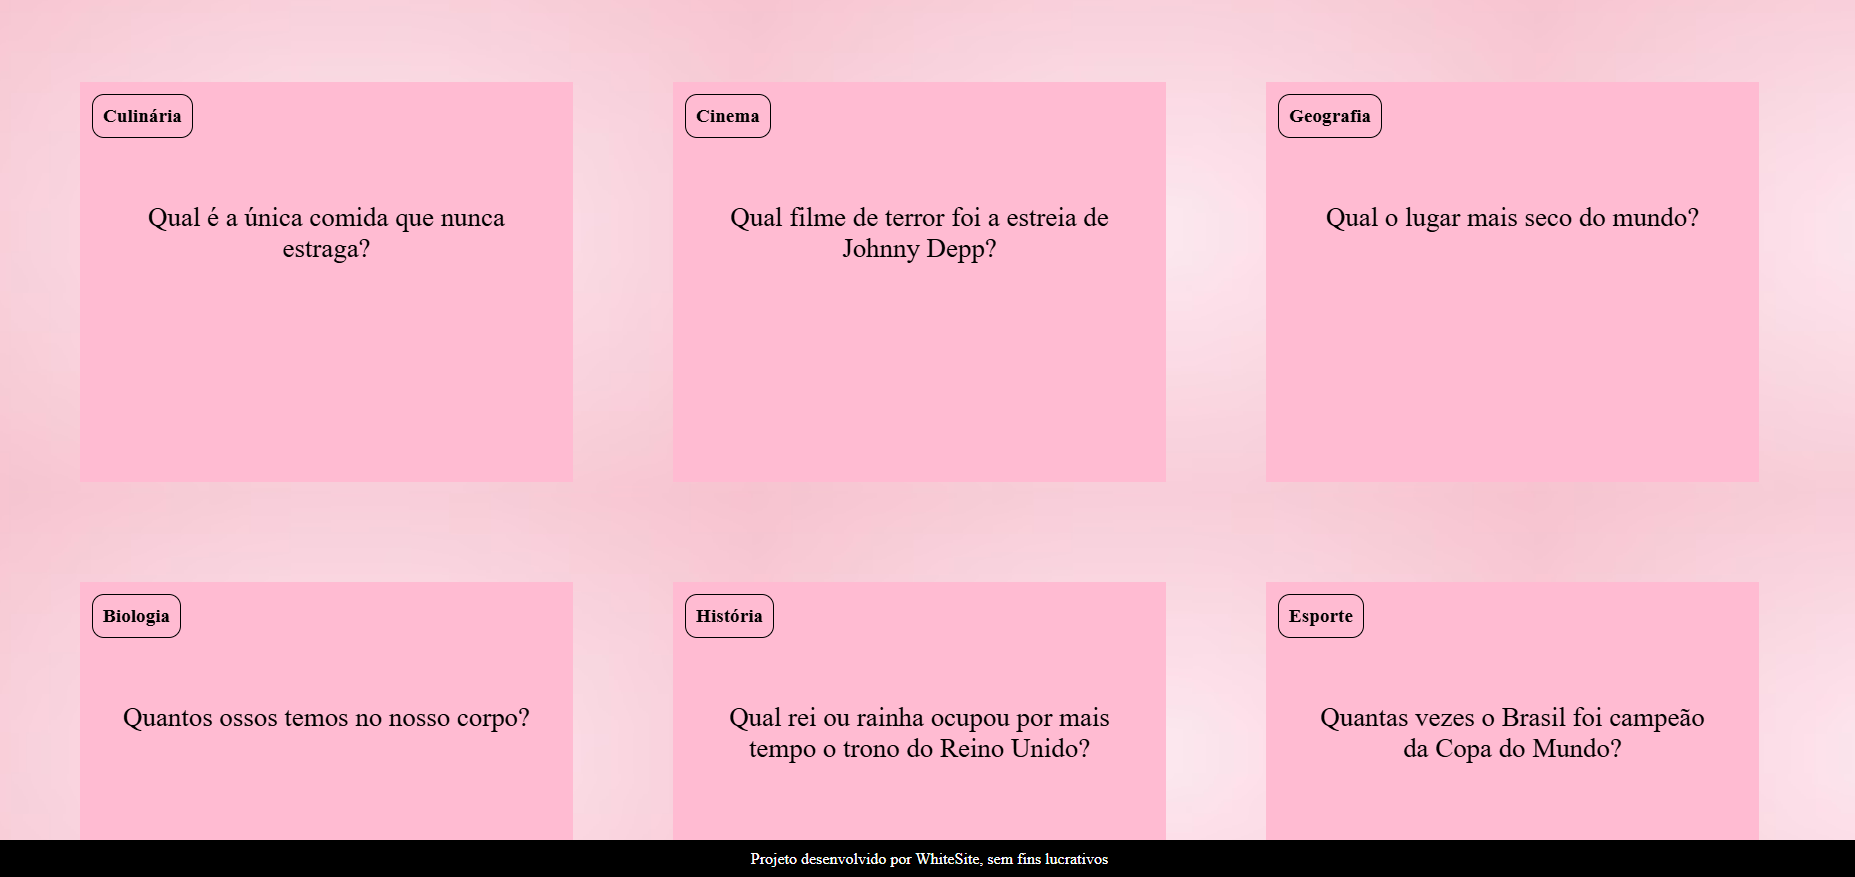 Culinária
Qual é a única comida que nunca
estraga?
Cinema
Qual filme de terror foi a estreia de
Johnny Depp?
Geografia
Qual o lugar mais seco do mundo?
Biologia
Quantos ossos temos no nosso corpo?
História
Qual rei ou rainha ocupou por mais
tempo o trono do Reino Unido?
Esporte
Quantas vezes o Brasil foi campeão
da Copa do Mundo?
Projeto desenvolvido por WhiteSite, sem fins lucrativos